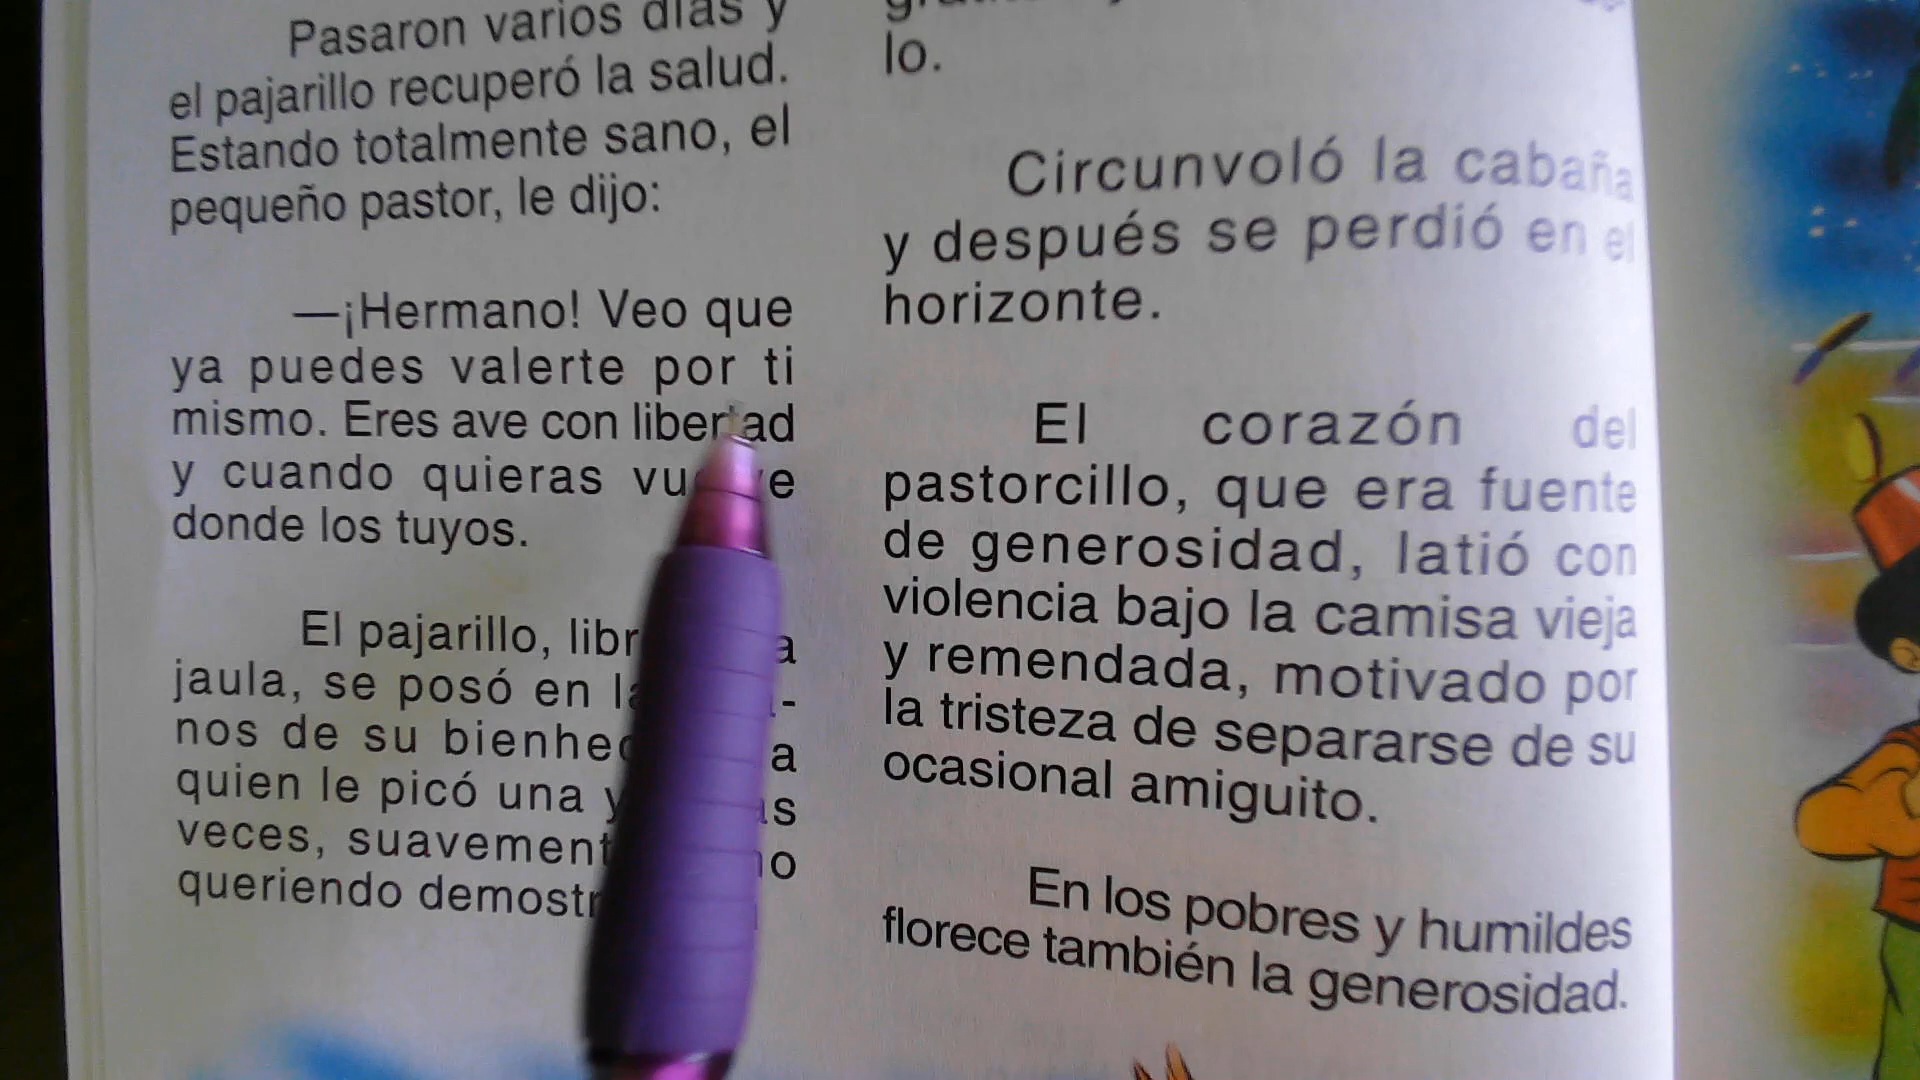 Pasaron varios días y
el pajarillo recuperó la salud.
Estando totalmente sano, el
pequeño pastor, le dijo:
—¡Hermano! Veo que
ya puedes valerte por ti
mismo. Eres ave con libertad
y cuando quieras
donde los tuyos.
El pajarillo,
jaula, se posó en
nos de su
quien le picó una
veces,
queriendo
lo.
Circunvoló la cabaña
y después se perdió en el
horizonte.
El corazón del
pastorcillo, que era fuente
de generosidad, latió con
violencia bajo la camisa vieja
y remendada, motivado por
la tristeza de separarse de su
ocasional amiguito.
En los pobres y humildes
florece también la generosidad.